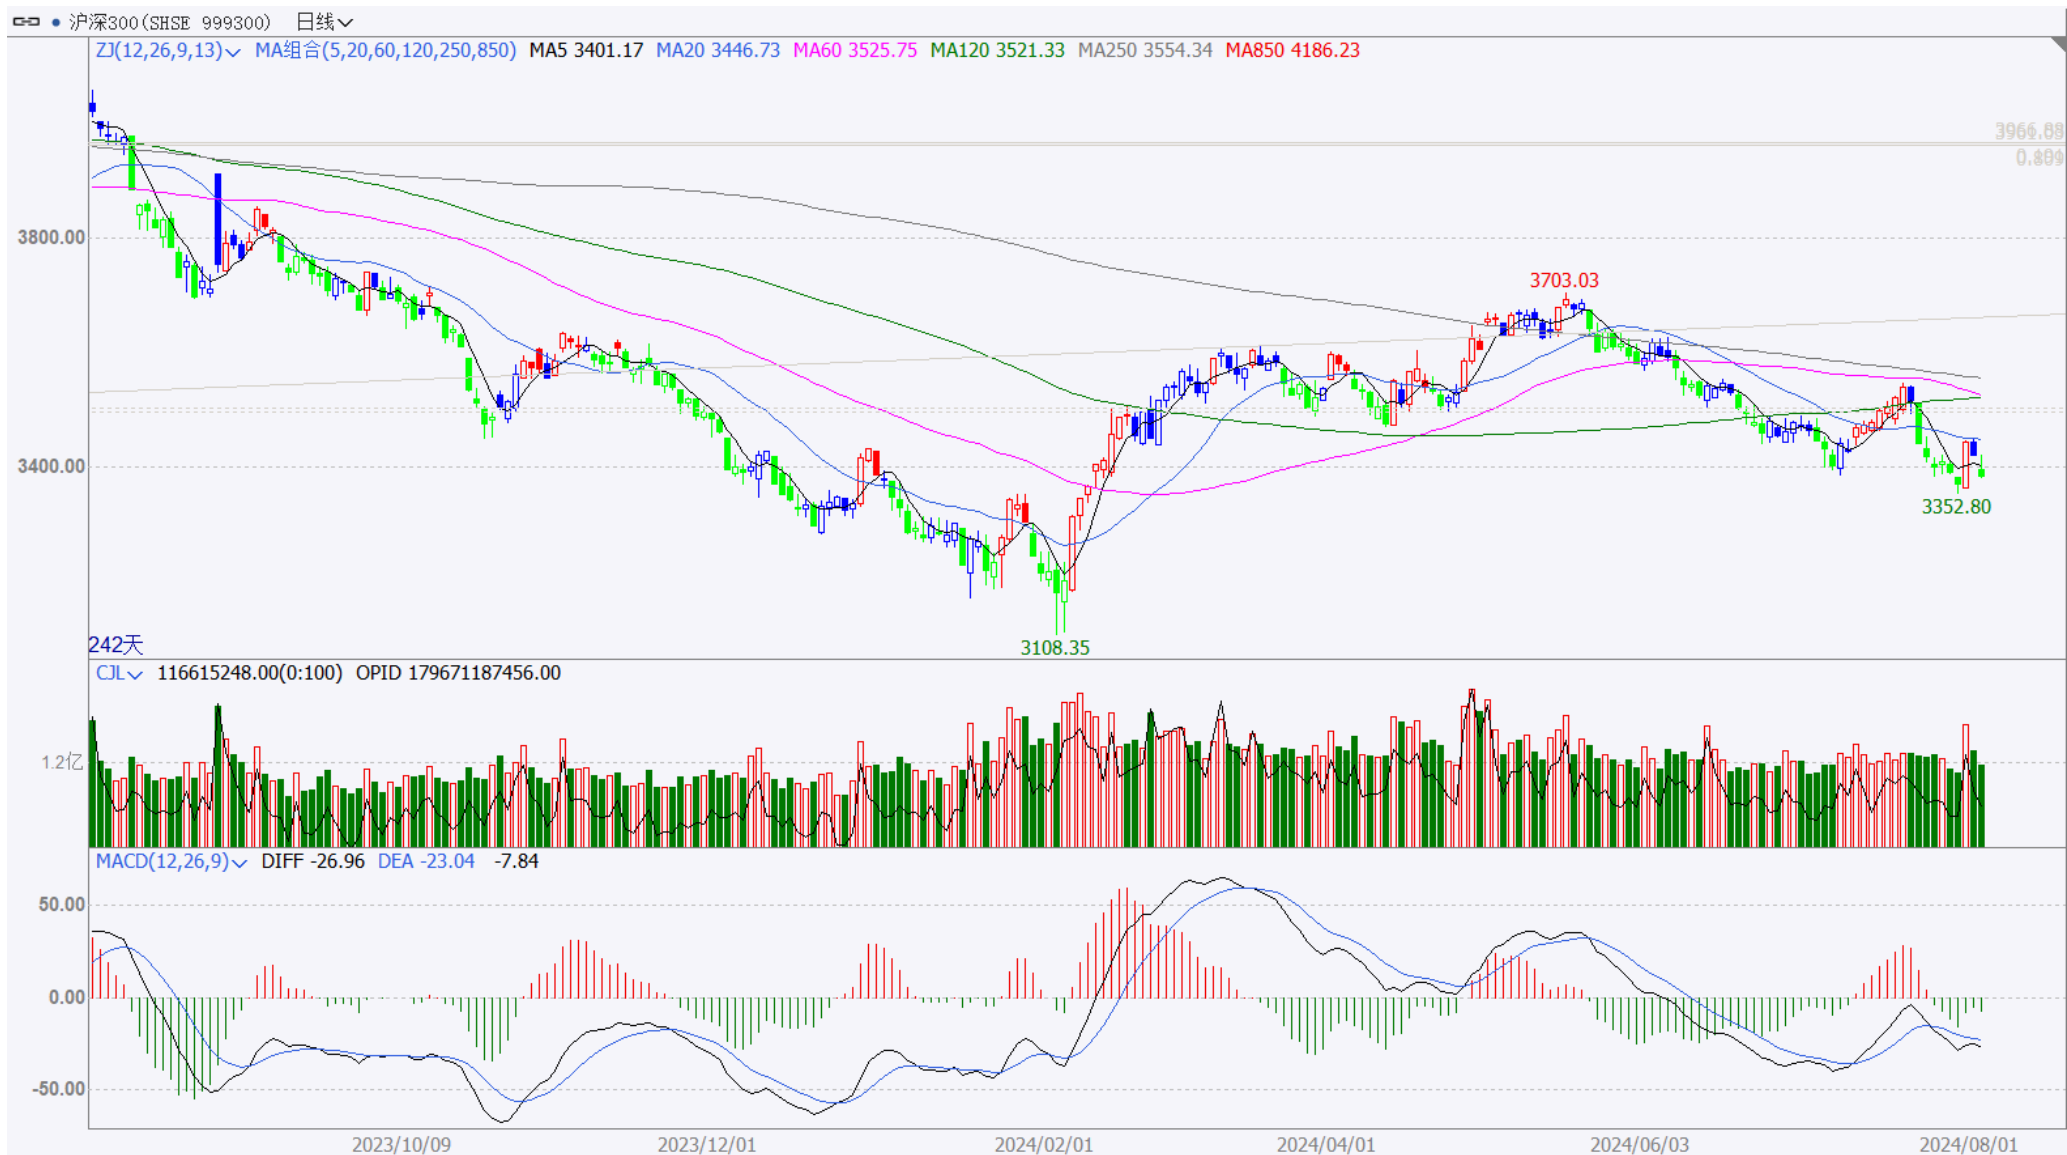 沪深300(SHSE 999300) 日线
ZJ(12,26,9,13) MA组合(5,20,60,120,250,850) MA5 3401.17 MA20 3446.73 MA60 3525.75 MA120 3521.33 MA250 3554.34 MA850 4186.23
3800.00
3703.03
3400.00
3352.80
242天
3108.35
CJL 116615248.00(0:100) OPID 179671187456.00
1.2亿
MACD(12,26,9) DIFF -26.96 DEA -23.04 -7.84
50.00
0.00
-50.00
2023/10/09 2023/12/01 2024/02/01 2024/04/01 2024/06/03 2024/08/01